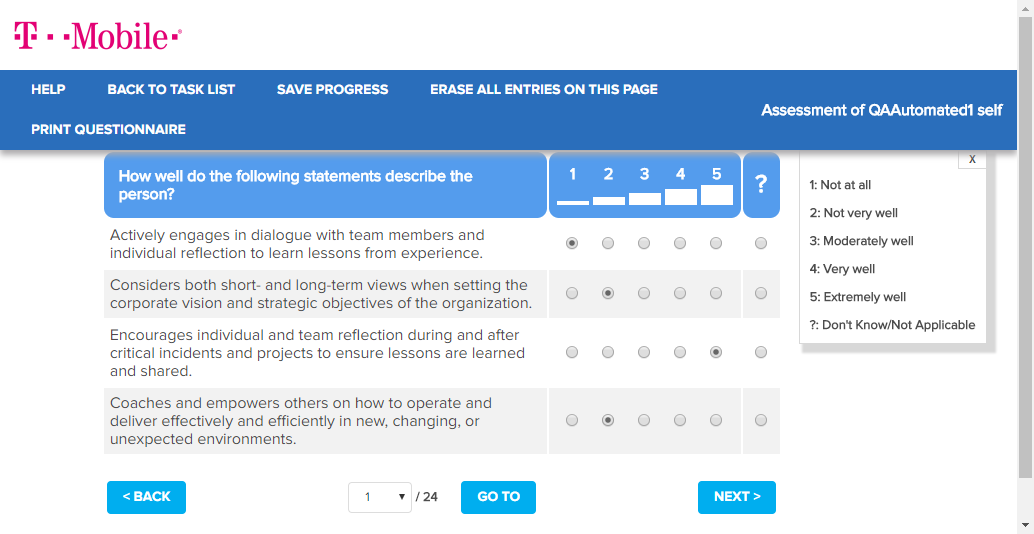 T··Mobile·®
HELP BACK TO TASK LIST SAVE PROGRESS ERASE ALL ENTRIES ON THIS PAGE
PRINT QUESTIONNAIRE
Assessment of QAAutomated1 self
How well do the following statements describe the
person?
1 2 3 4 5 ?
Actively engages in dialogue with team members and
individual reflection to learn lessons from experience.
Considers both short- and long-term views when setting the
corporate vision and strategic objectives of the organization.
Encourages individual and team reflection during and after
critical incidents and projects to ensure lessons are learned
and shared.
Coaches and empowers others on how to operate and
deliver effectively and efficiently in new, changing, or
unexpected environments.
X
1: Not at all
2: Not very well
3: Moderately well
4: Very well
5: Extremely well
?: Don't Know/Not Applicable
< BACK 1 / 24 GO TO NEXT >